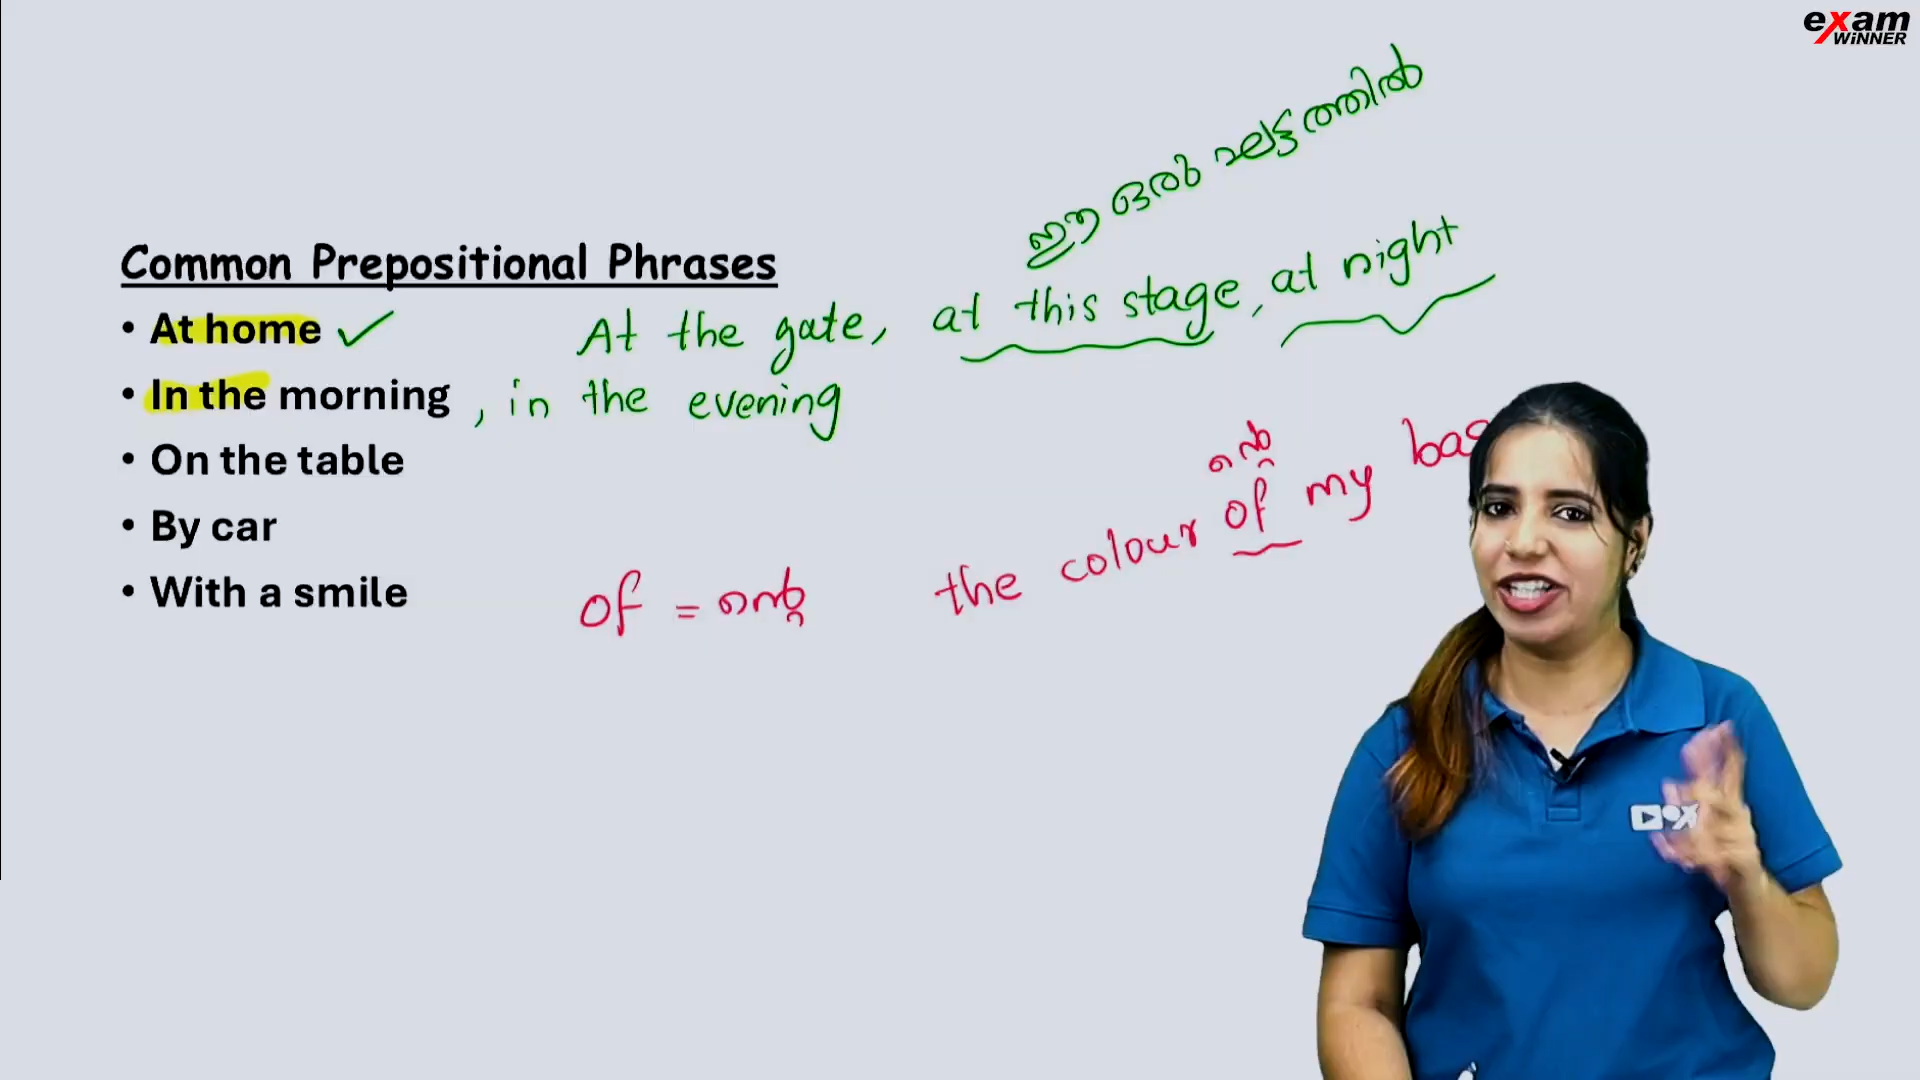 exam
WiNNER
ഈ ഒരു ഘട്ടത്തിൽ
Common Prepositional Phrases
• At home ✓ At the gate, at this stage, at night
• In the morning, in the evening
• On the table
• By car
• With a smile
ന്റെ
the colour of my
of = ന്റെ